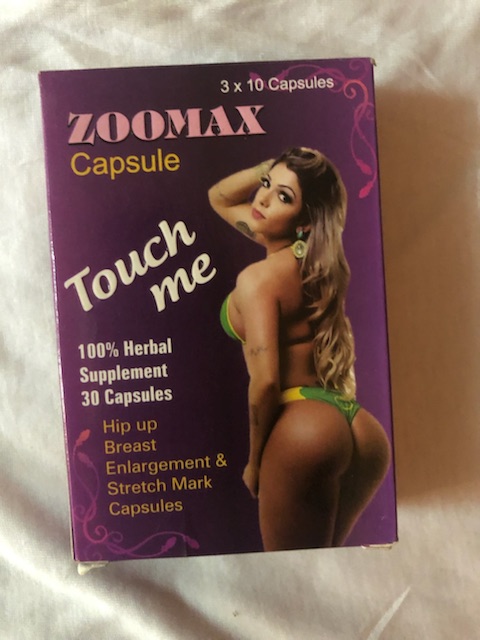 3 x 10 Capsules
ZOOMAX
Capsule
Touch
me
100% Herbal
Supplement
30 Capsules
Hip up
Breast
Enlargement &
Stretch Mark
Capsules